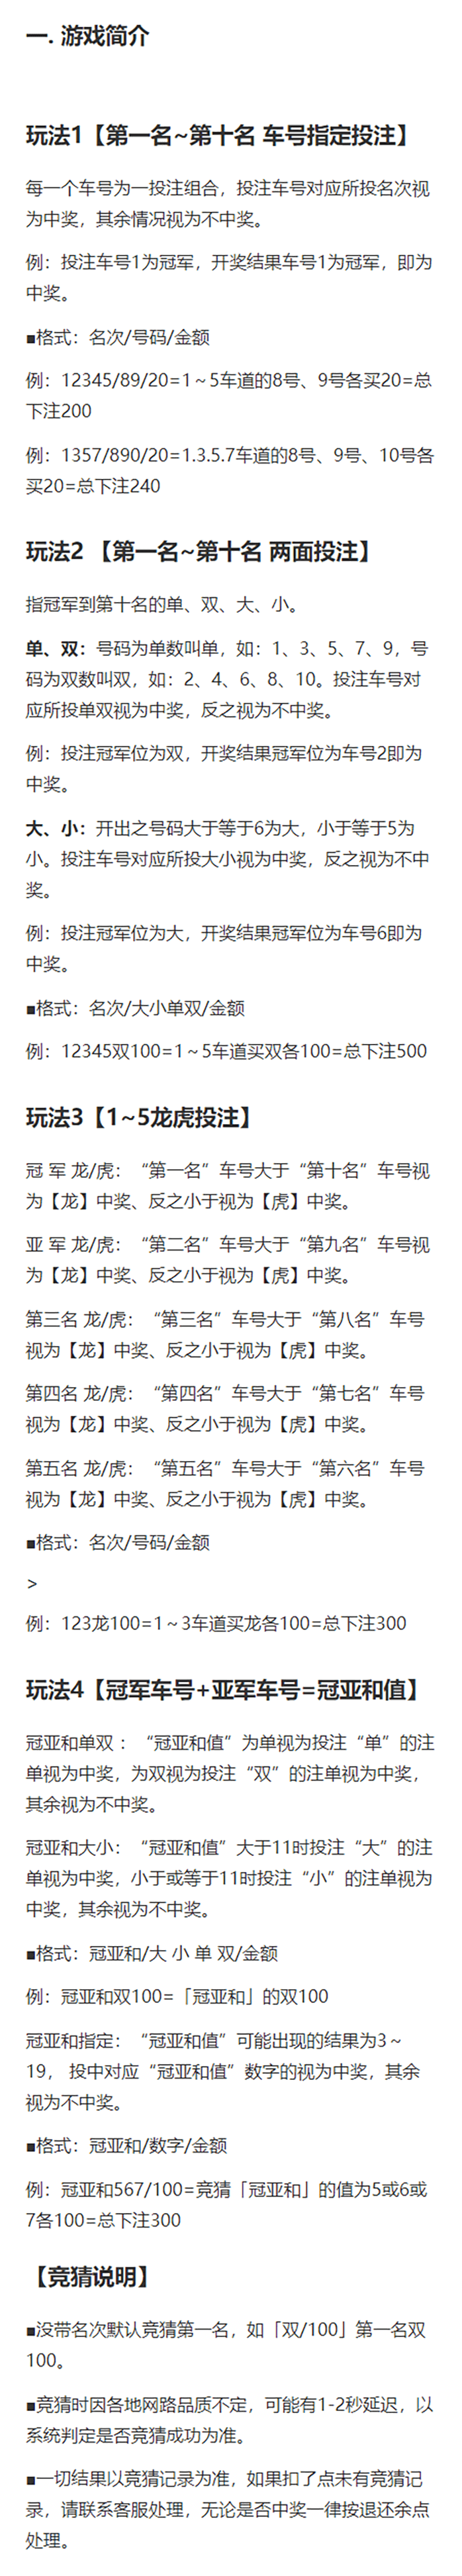 一. 游戏简介
玩法1【第一名~第十名 车号指定投注】
每一个车号为一投注组合，投注车号对应所投名次视
为中奖，其余情况视为不中奖。
例：投注车号1为冠军，开奖结果车号1为冠军，即为
中奖。
■格式：名次/号码/金额
例：12345/89/20=1～5车道的8号、9号各买20=总
下注200
例：1357/890/20=1.3.5.7车道的8号、9号、10号各
买20=总下注240
玩法2 【第一名~第十名 两面投注】
指冠军到第十名的单、双、大、小。
单、双：号码为单数叫单，如：1、3、5、7、9，号
码为双数叫双，如：2、4、6、8、10。投注车号对
应所投单双视为中奖，反之视为不中奖。
例：投注冠军位为双，开奖结果冠军位为车号2即为
中奖。
大、小：开出之号码大于等于6为大，小于等于5为
小。投注车号对应所投大小视为中奖，反之视为不中
奖。
例：投注冠军位为大，开奖结果冠军位为车号6即为
中奖。
■格式：名次/大小单双/金额
例：12345双100=1～5车道买双各100=总下注500
玩法3【1~5龙虎投注】
冠 军 龙/虎：“第一名”车号大于“第十名”车号视
为【龙】中奖、反之小于视为【虎】中奖。
亚 军 龙/虎：“第二名”车号大于“第九名”车号视
为【龙】中奖、反之小于视为【虎】中奖。
第三名 龙/虎：“第三名”车号大于“第八名”车号
视为【龙】中奖、反之小于视为【虎】中奖。
第四名 龙/虎：“第四名”车号大于“第七名”车号
视为【龙】中奖、反之小于视为【虎】中奖。
第五名 龙/虎：“第五名”车号大于“第六名”车号
视为【龙】中奖、反之小于视为【虎】中奖。
■格式：名次/号码/金额
>
例：123龙100=1～3车道买龙各100=总下注300
玩法4【冠军车号+亚军车号=冠亚和值】
冠亚和单双 ：“冠亚和值”为单视为投注“单”的注
单视为中奖，为双视为投注“双”的注单视为中奖，
其余视为不中奖。
冠亚和大小：“冠亚和值”大于11时投注“大”的注
单视为中奖，小于或等于11时投注“小”的注单视为
中奖，其余视为不中奖。
■格式：冠亚和/大 小 单 双/金额
例：冠亚和双100=「冠亚和」的双100
冠亚和指定：“冠亚和值”可能出现的结果为3～
19， 投中对应“冠亚和值”数字的视为中奖，其余
视为不中奖。
■格式：冠亚和/数字/金额
例：冠亚和567/100=竞猜「冠亚和」的值为5或6或
7各100=总下注300
【竞猜说明】
■没带名次默认竞猜第一名，如「双/100」第一名双
100。
■竞猜时因各地网路品质不定，可能有1-2秒延迟，以
系统判定是否竞猜成功为准。
■一切结果以竞猜记录为准，如果扣了点未有竞猜记
录，请联系客服处理，无论是否中奖一律按退还余点
处理。